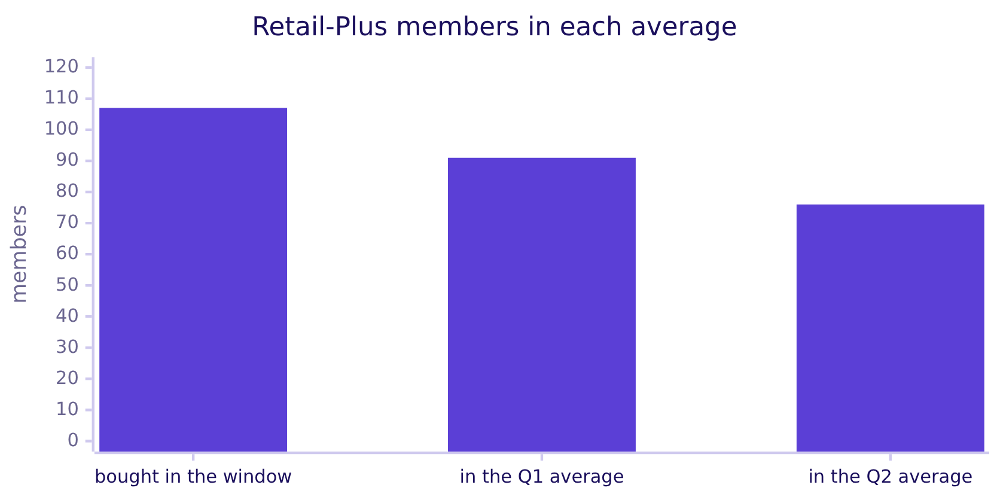 Retail-Plus members in each average
120
110
100
90
80
70
60
50
40
30
20
10
0
members
bought in the window
in the Q1 average
in the Q2 average